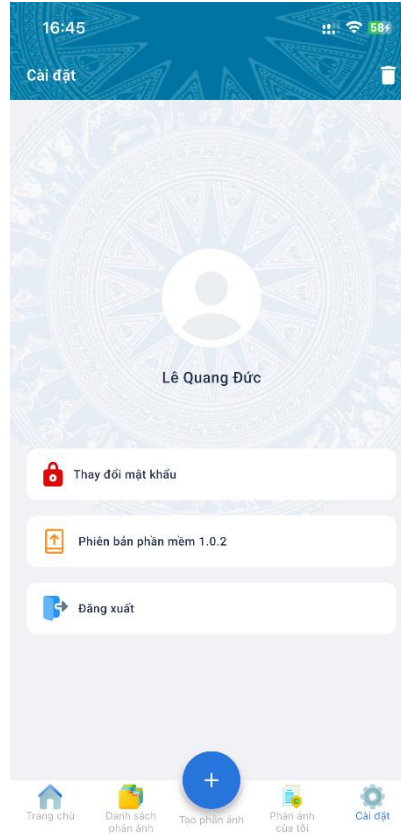 16:45
58
Cài đặt
Lê Quang Đức
Thay đổi mật khẩu
Phiên bản phần mềm 1.0.2
Đăng xuất
Trang chủ
Danh sách
phản ánh
Tạo phản ánh
Phản ánh
của tôi
Cài đặt